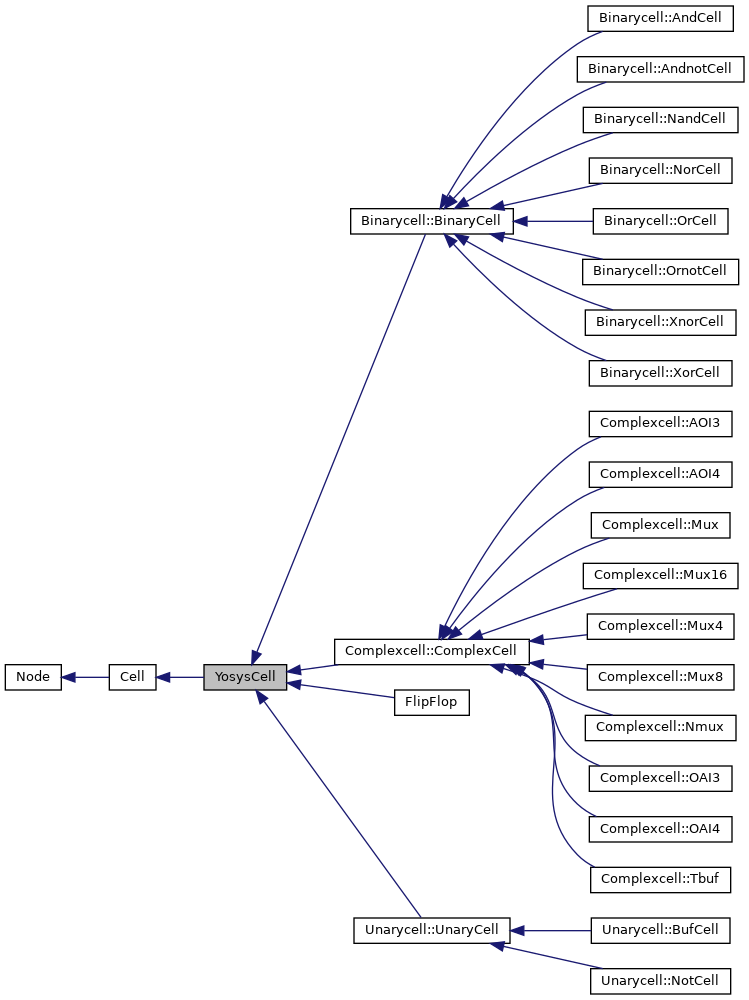 Binarycell::AndCell
Binarycell::AndnotCell
Binarycell::NandCell
Binarycell::NorCell
Binarycell::BinaryCell
Binarycell::OrCell
Binarycell::OrnotCell
Binarycell::XnorCell
Binarycell::XorCell
Complexcell::AOI3
Complexcell::AOI4
Complexcell::Mux
Complexcell::Mux16
Complexcell::Mux4
Complexcell::ComplexCell
Node
Cell
YosysCell
Complexcell::Mux8
FlipFlop
Complexcell::Nmux
Complexcell::OAI3
Complexcell::OAI4
Complexcell::Tbuf
Unarycell::UnaryCell
Unarycell::BufCell
Unarycell::NotCell